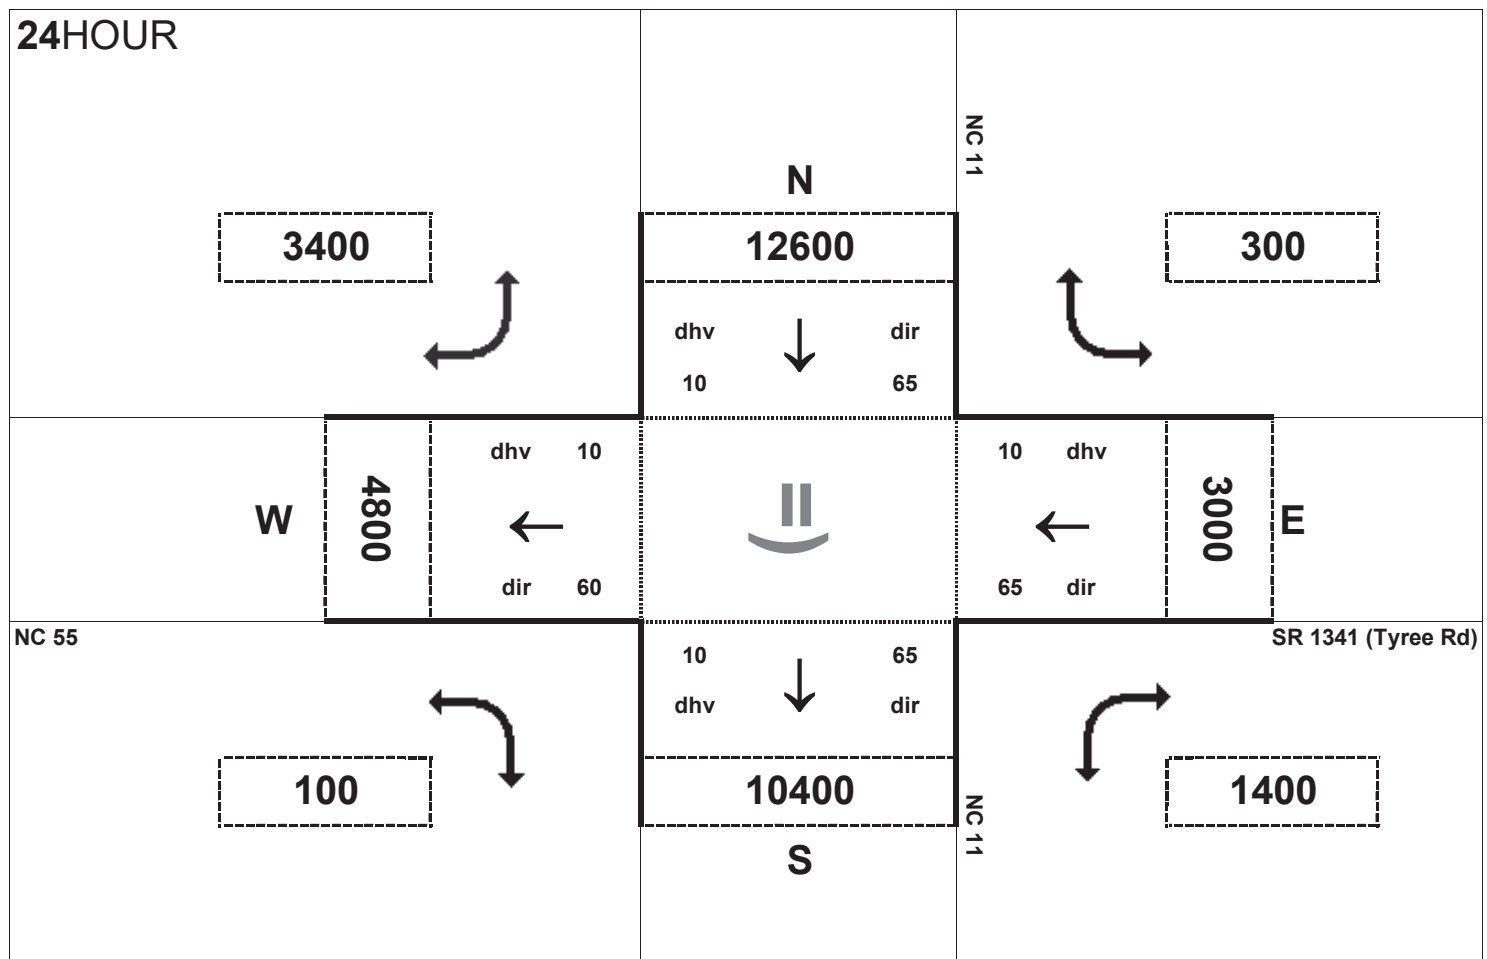 24HOUR
NC 11
N
3400
12600
300
dhv
dir
10
65
dhv 10
10 dhv
W
4800
3000
E
dir 60
65 dir
NC 55
SR 1341 (Tyree Rd)
10
65
dhv
dir
100
10400
1400
NC 11
S